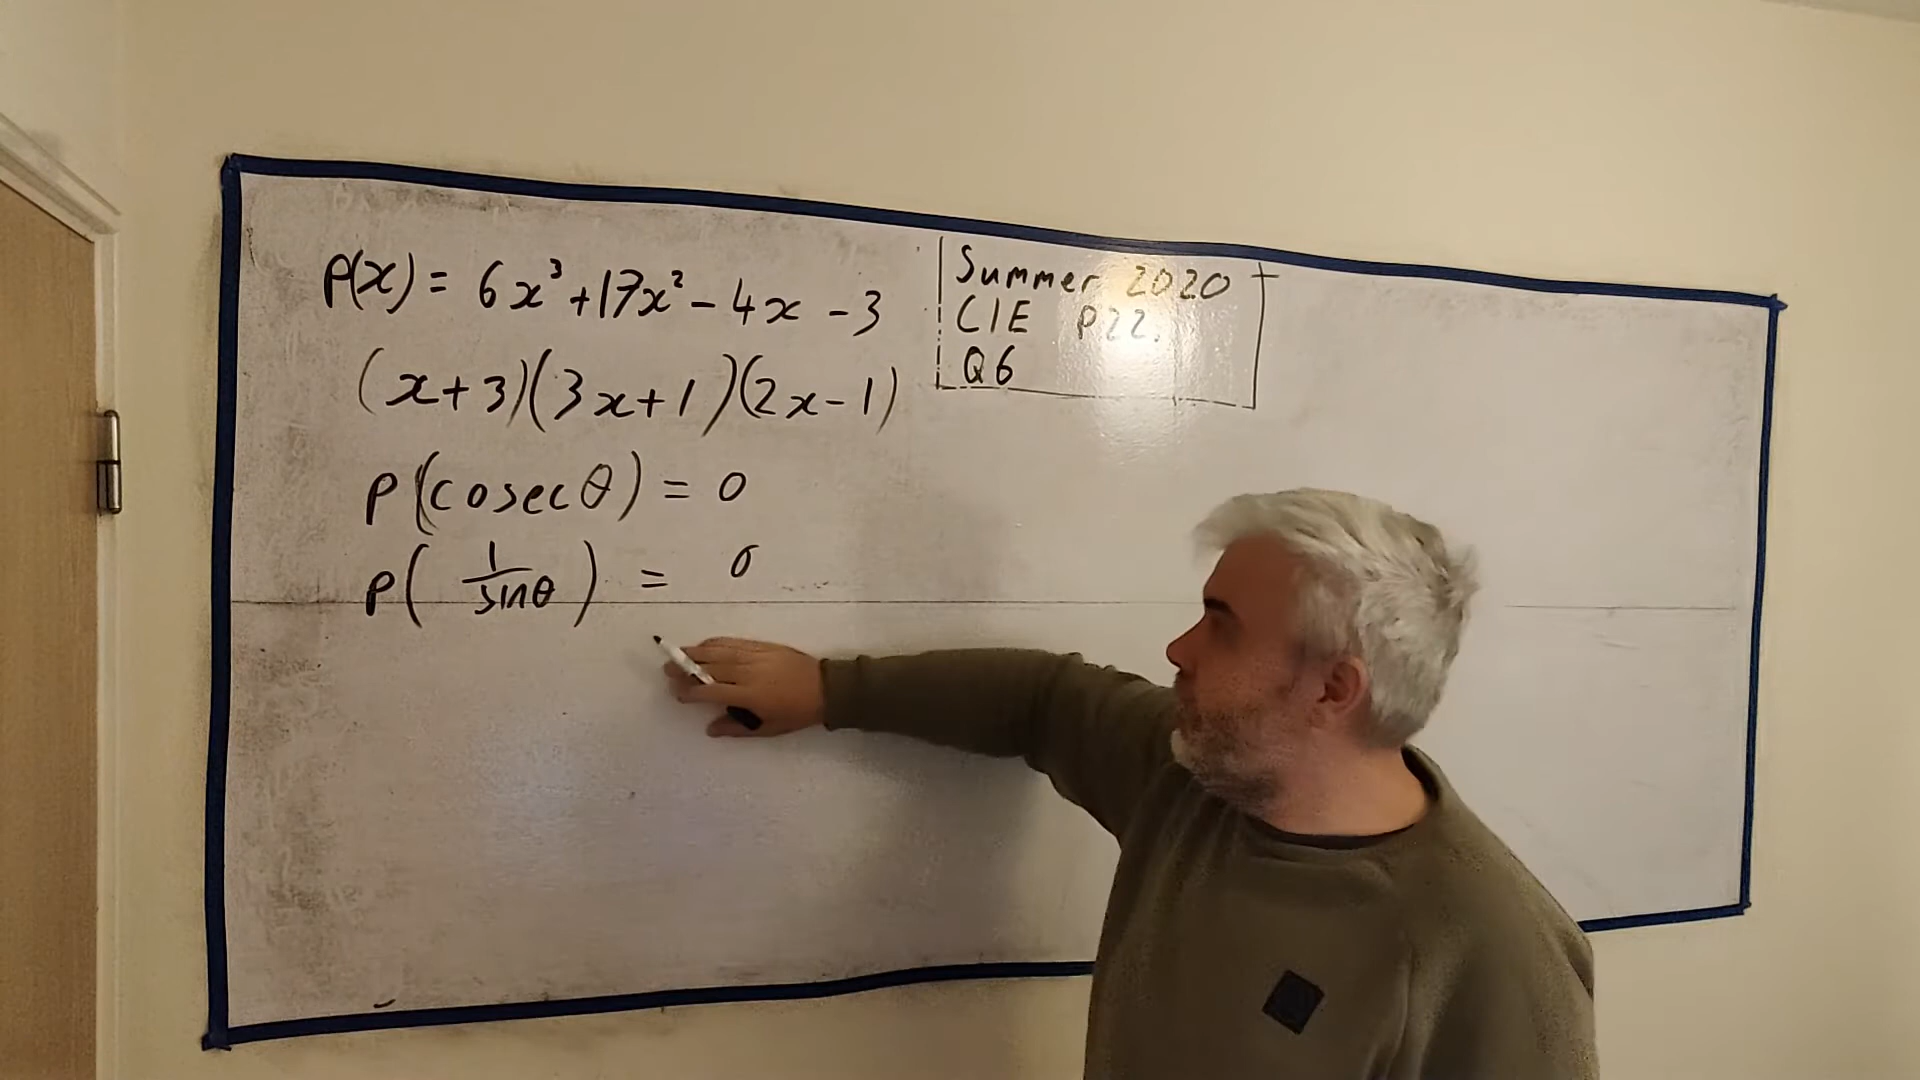 p(x) = 6x³ + 17x² - 4x - 3
(x+3)(3x+1)(2x-1)
p(cosecθ) = 0
p(1/sinθ) = 0
Summer 2020
CIE P22.
Q6